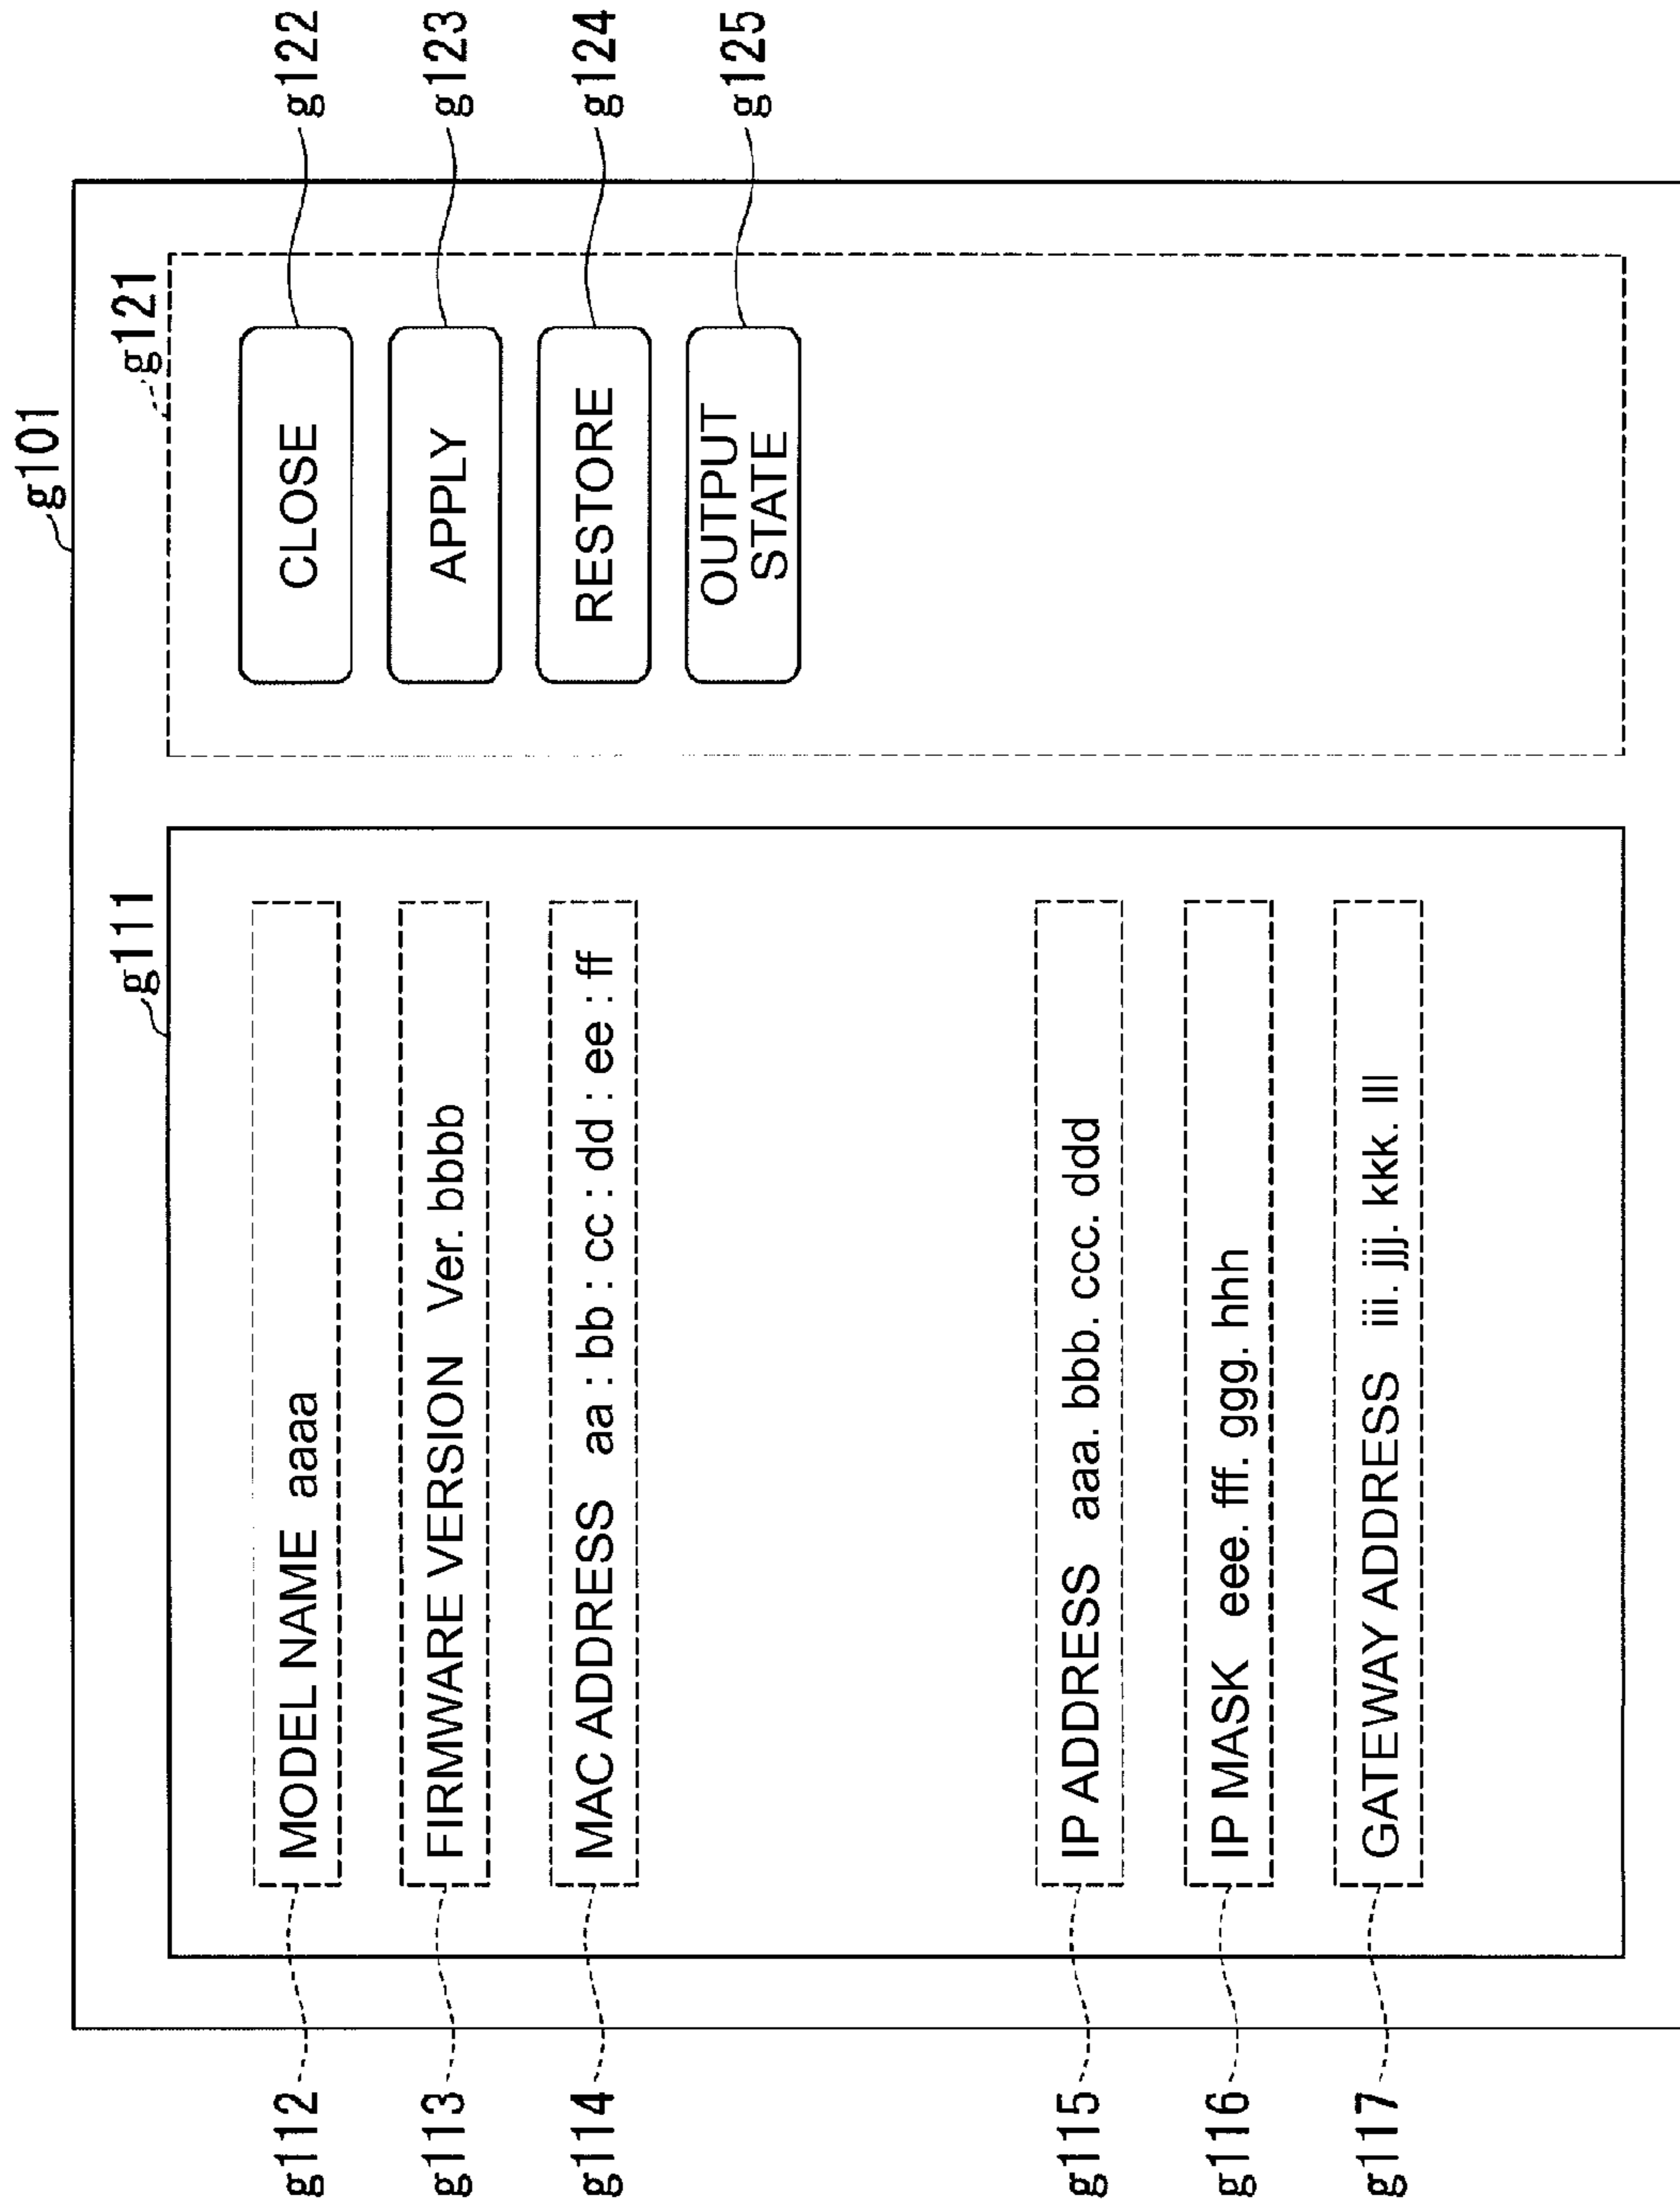 g101
g111
g121
g112
MODEL NAME aaaa
CLOSE
g122
g113
FIRMWARE VERSION Ver. bbbb
APPLY
g123
g114
MAC ADDRESS aa : bb : cc : dd : ee : ff
RESTORE
g124
OUTPUT
STATE
g125
g115
IP ADDRESS aaa. bbb. ccc. ddd
g116
IP MASK eee. fff. ggg. hhh
g117
GATEWAY ADDRESS iii. jjj. kkk. lll